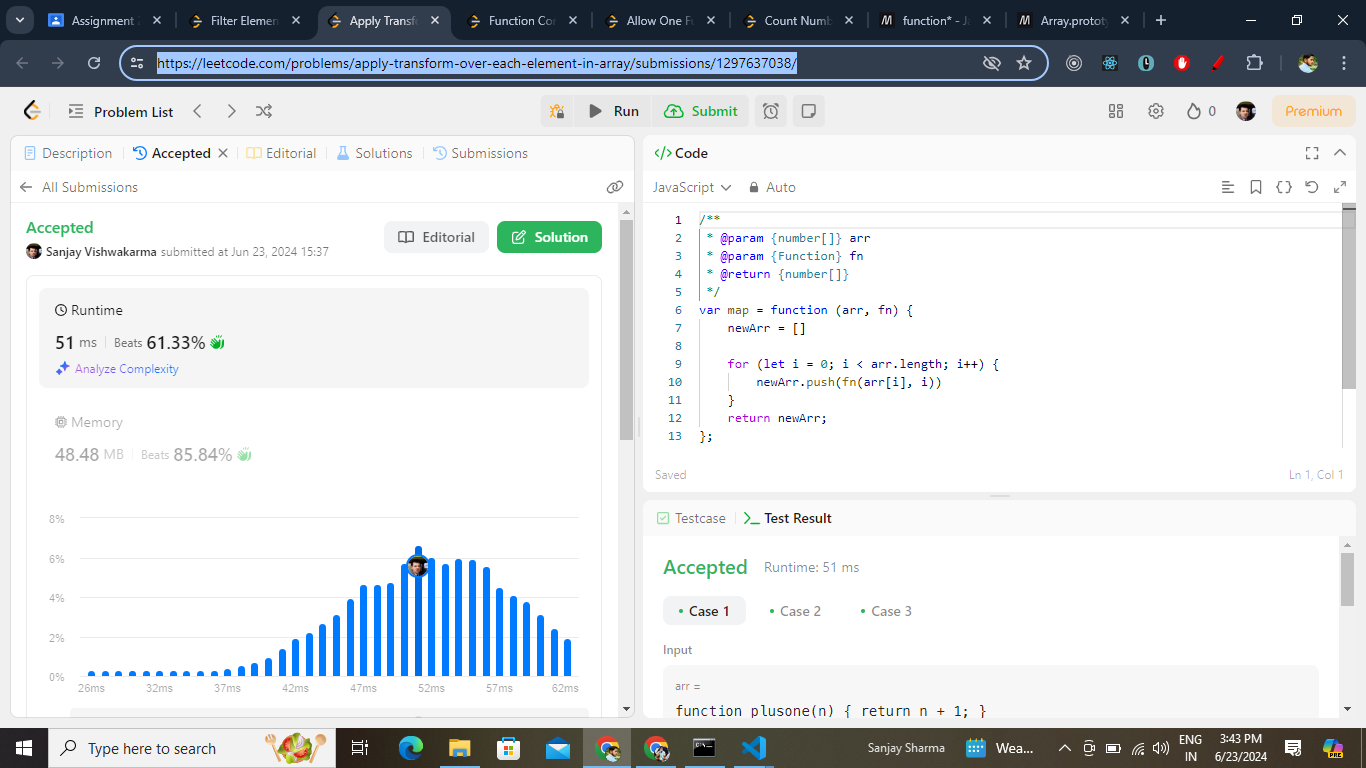 Assignment
Filter Elemen
Apply Transfo
Function Cor
Allow One Fu
Count Numb
function* - Ja
Array.prototy
https://leetcode.com/problems/apply-transform-over-each-element-in-array/submissions/1297637038/
Problem List
Run
Submit
0
Premium
Description
Accepted
Editorial
Solutions
Submissions
All Submissions
Accepted
Sanjay Vishwakarma submitted at Jun 23, 2024 15:37
Editorial
Solution
Runtime
51 ms
Beats 61.33%
Analyze Complexity
Memory
48.48 MB
Beats 85.84%
8%
6%
4%
2%
0%
26ms 32ms 37ms 42ms 47ms 52ms 57ms 62ms
</> Code
JavaScript
Auto
1 /**
2 * @param {number[]} arr
3 * @param {Function} fn
4 * @return {number[]}
5 */
6 var map = function (arr, fn) {
7 newArr = []
8
9 for (let i = 0; i < arr.length; i++) {
10 newArr.push(fn(arr[i], i))
11 }
12 return newArr;
13 };
Saved
Ln 1, Col 1
Testcase
Test Result
Accepted
Runtime: 51 ms
Case 1
Case 2
Case 3
Input
arr =
function plusone(n) { return n + 1; }
Type here to search
Sanjay Sharma
Wea...
ENG
IN
3:43 PM
6/23/2024
PRE